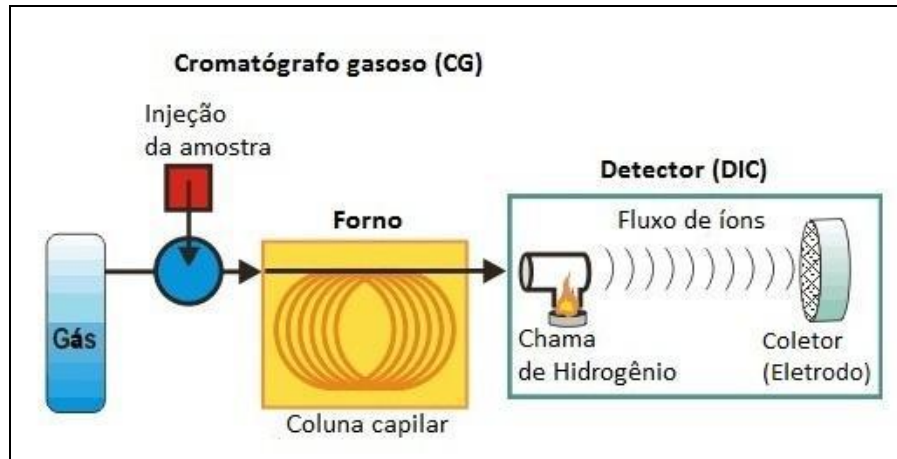 Cromatógrafo gasoso (CG)
Injeção
da amostra
Detector (DIC)
Forno
Fluxo de íons
Gás
Chama
de Hidrogênio
Coletor
(Eletrodo)
Coluna capilar